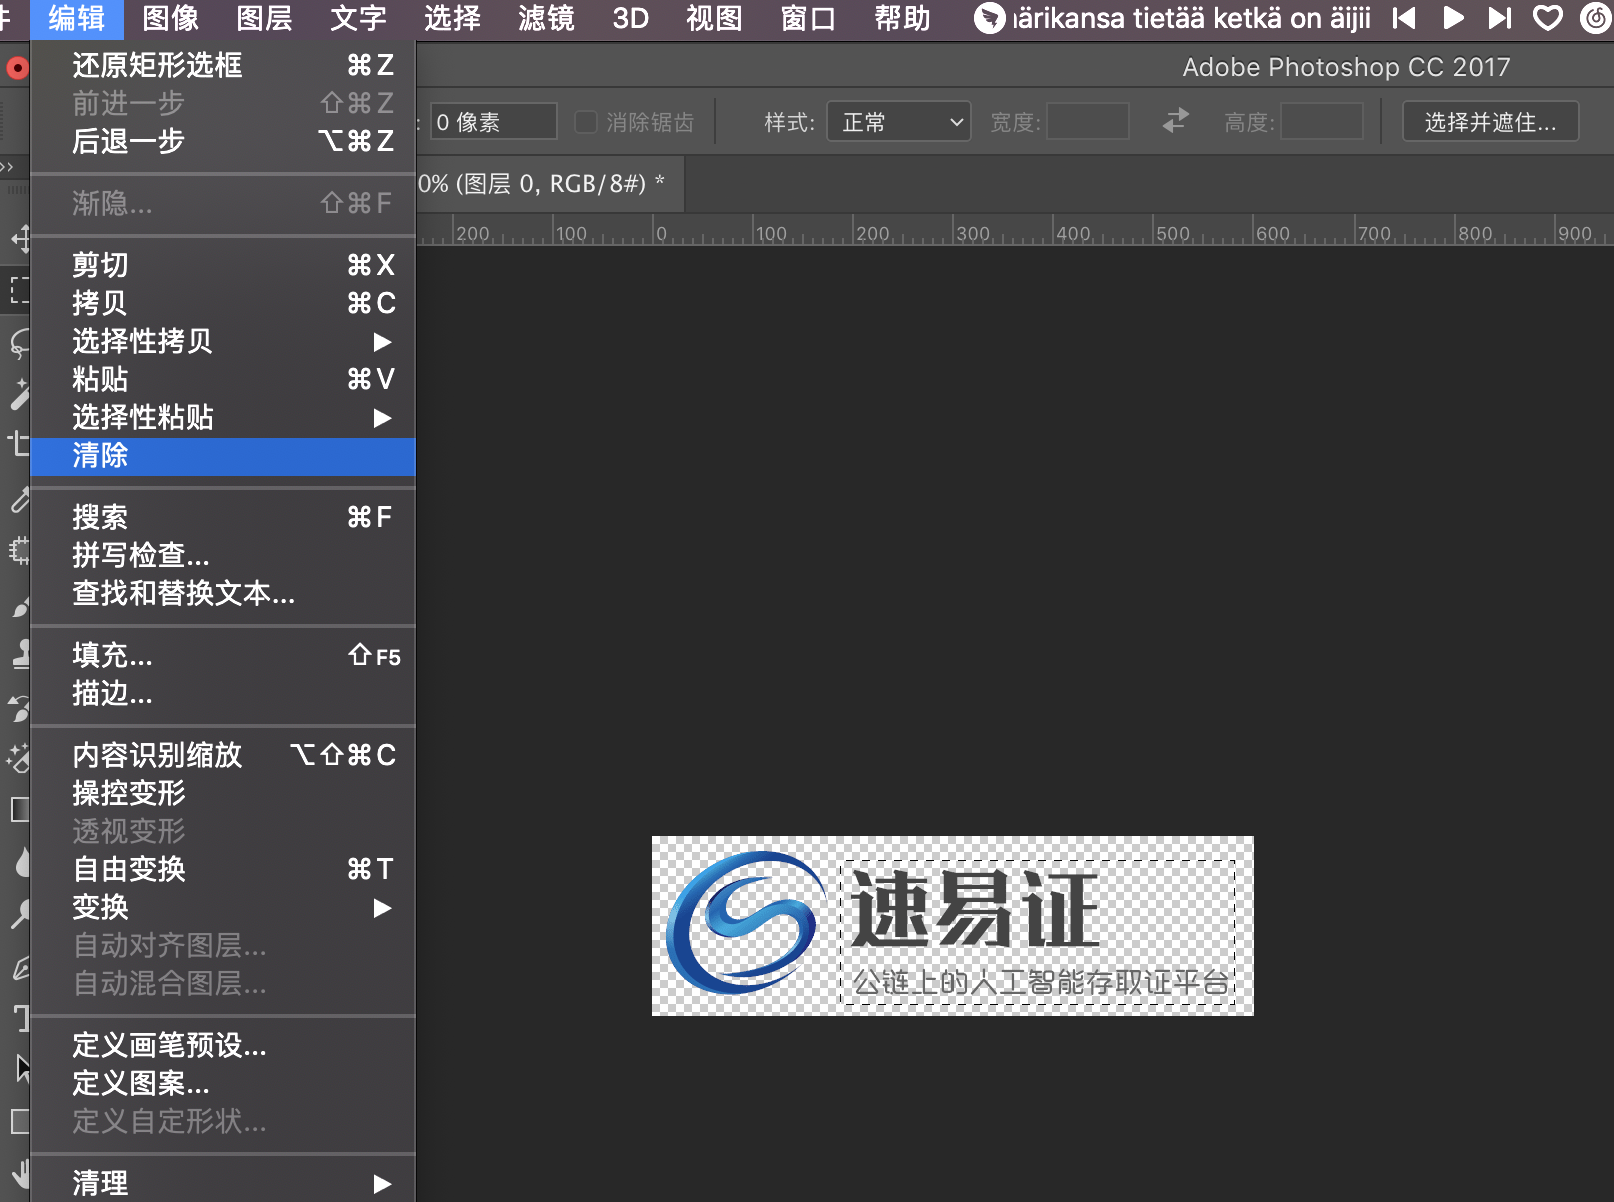 编辑 图像 图层 文字 选择 滤镜 3D 视图 窗口 帮助 ärikansa tietää ketkä on äijii
Adobe Photoshop CC 2017
: 0 像素 消除锯齿 样式: 正常 宽度: 高度: 选择并遮住...
0% (图层 0, RGB/8#) *
200 100 0 100 200 300 400 500 600 700 800 900
还原矩形选框 ⌘Z
前进一步 ⇧⌘Z
后退一步 ⌥⌘Z
渐隐... ⇧⌘F
剪切 ⌘X
拷贝 ⌘C
选择性拷贝 ▶
粘贴 ⌘V
选择性粘贴 ▶
清除
搜索 ⌘F
拼写检查...
查找和替换文本...
填充... ⇧F5
描边...
内容识别缩放 ⌥⇧⌘C
操控变形
透视变形
自由变换 ⌘T
变换 ▶
自动对齐图层...
自动混合图层...
定义画笔预设...
定义图案...
定义自定形状...
清理 ▶
速易证
公链上的人工智能存取证平台